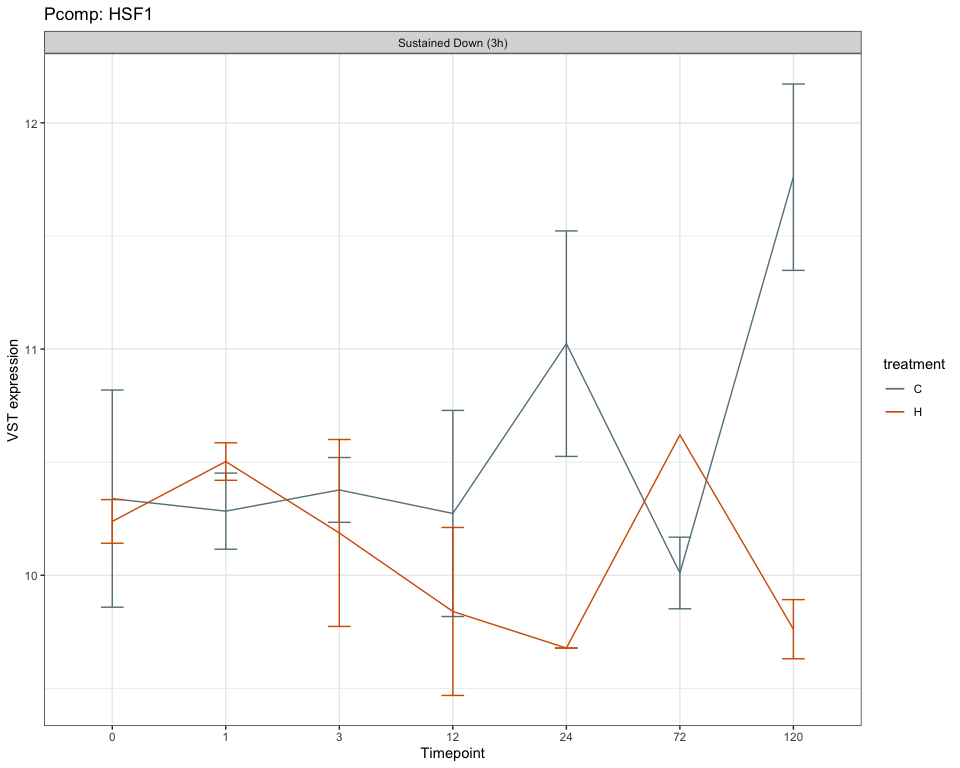 Pcomp: HSF1
Sustained Down (3h)
12
11
10
VST expression
0 1 3 12 24 72 120
Timepoint
treatment
C
H